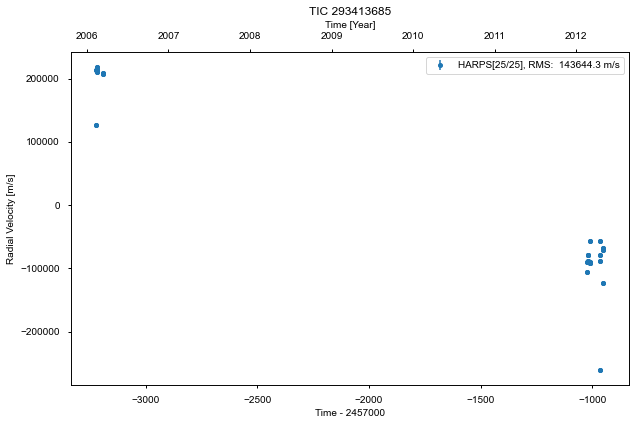 TIC 293413685
Time [Year]
2006 2007 2008 2009 2010 2011 2012
HARPS[25/25], RMS: 143644.3 m/s
Radial Velocity [m/s]
200000
100000
0
−100000
−200000
−3000 −2500 −2000 −1500 −1000
Time - 2457000